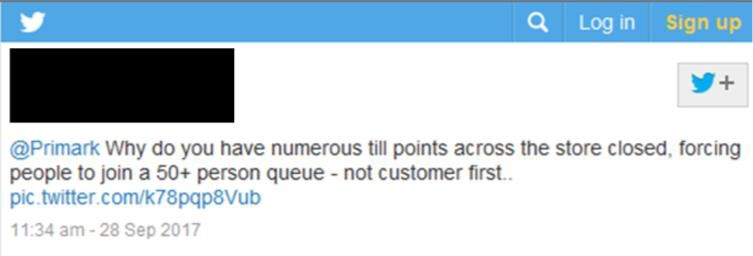 Log in Sign up
@Primark Why do you have numerous till points across the store closed, forcing
people to join a 50+ person queue - not customer first..
pic.twitter.com/k78pqp8Vub
11:34 am - 28 Sep 2017